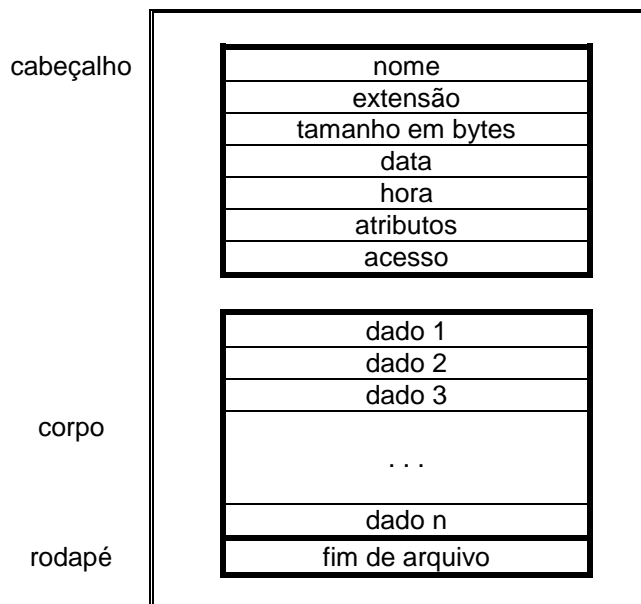 cabeçalho
nome
extensão
tamanho em bytes
data
hora
atributos
acesso
dado 1
dado 2
dado 3
corpo
. . .
dado n
rodapé
fim de arquivo